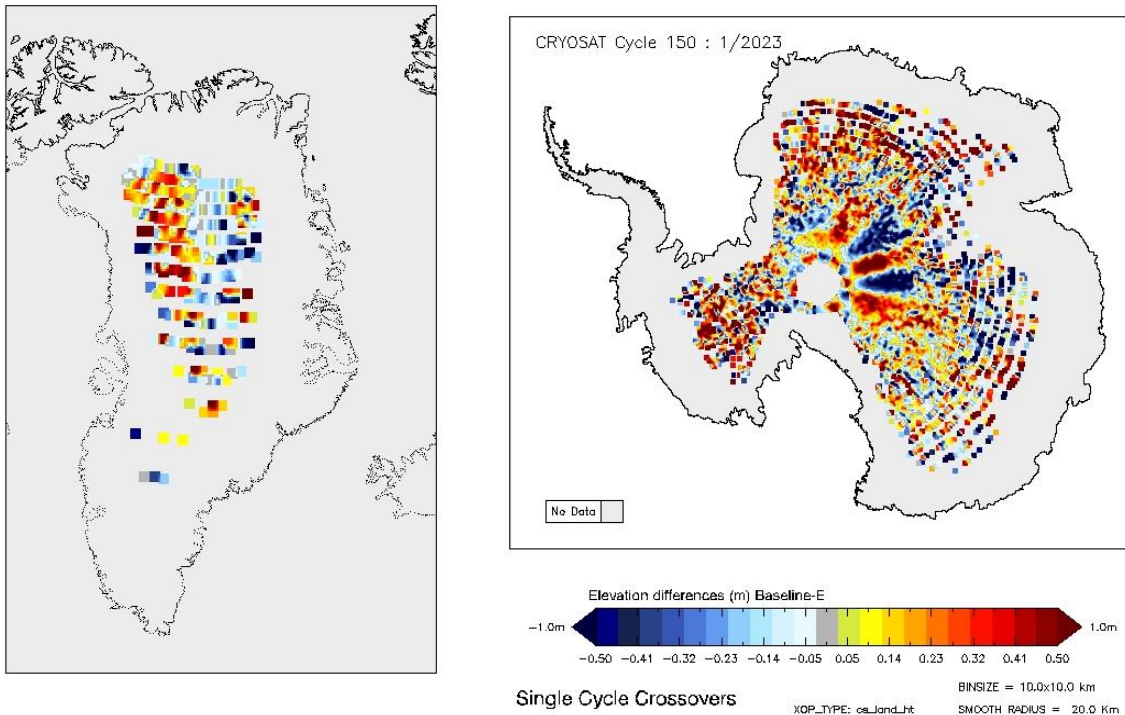 CRYOSAT Cycle 150 : 1/2023
No Data
Elevation differences (m) Baseline-E
-1.0m 1.0m
-0.50 -0.41 -0.32 -0.23 -0.14 -0.05 0.05 0.14 0.23 0.32 0.41 0.50
Single Cycle Crossovers
BINSIZE = 10.0x10.0 km
XOP_TYPE: ca_land_ht SMOOTH RADIUS = 20.0 Km